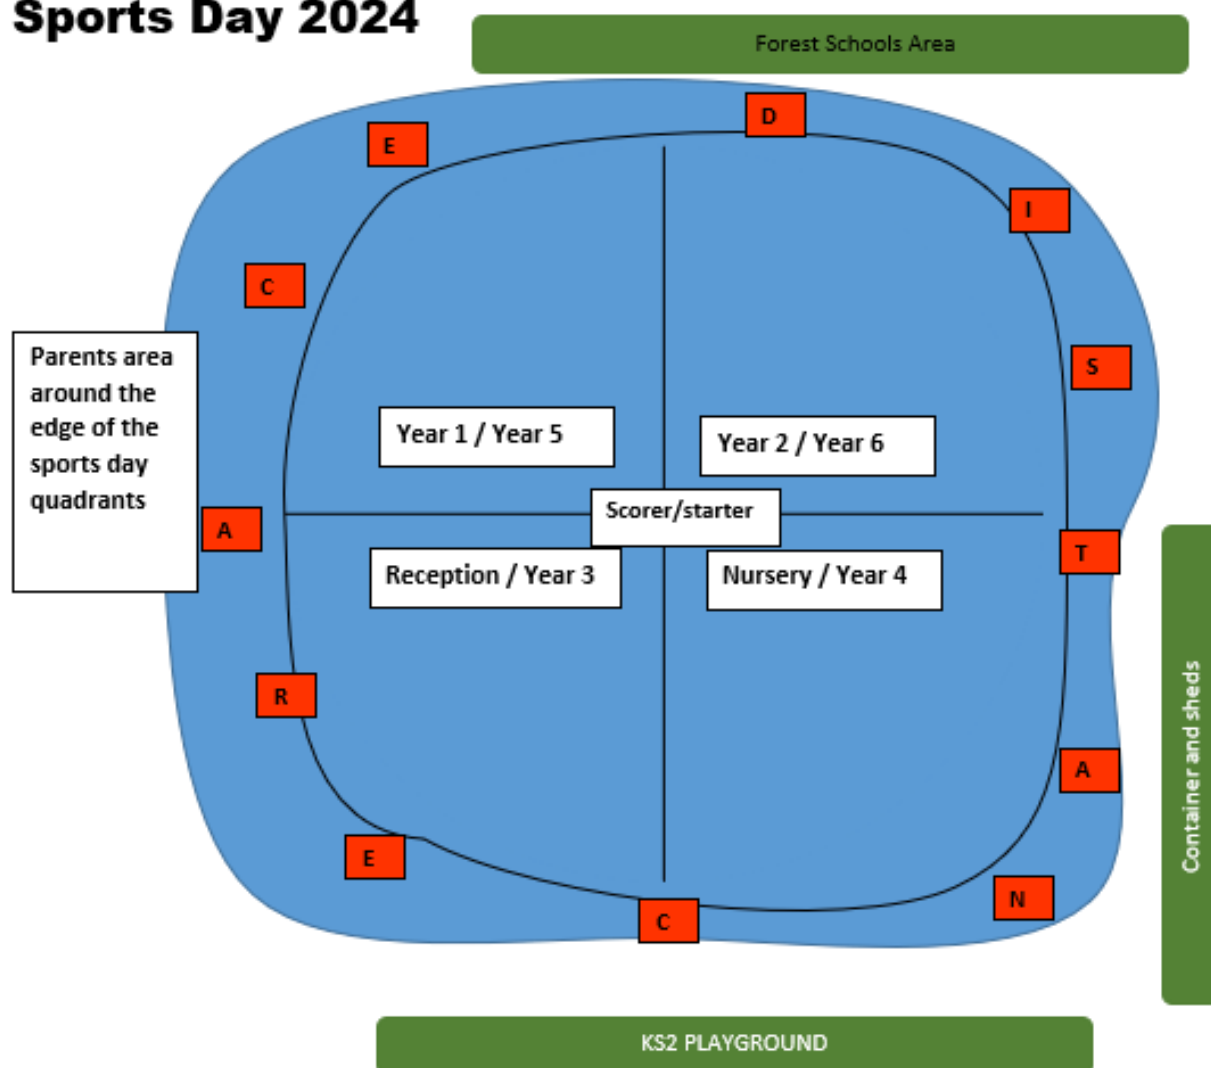 Sports Day 2024
Forest Schools Area
D
E
I
C
S
Parents area
around the
edge of the
sports day
quadrants
Year 1 / Year 5
Year 2 / Year 6
Scorer/starter
A
T
Reception / Year 3
Nursery / Year 4
R
A
E
N
C
Container and sheds
KS2 PLAYGROUND